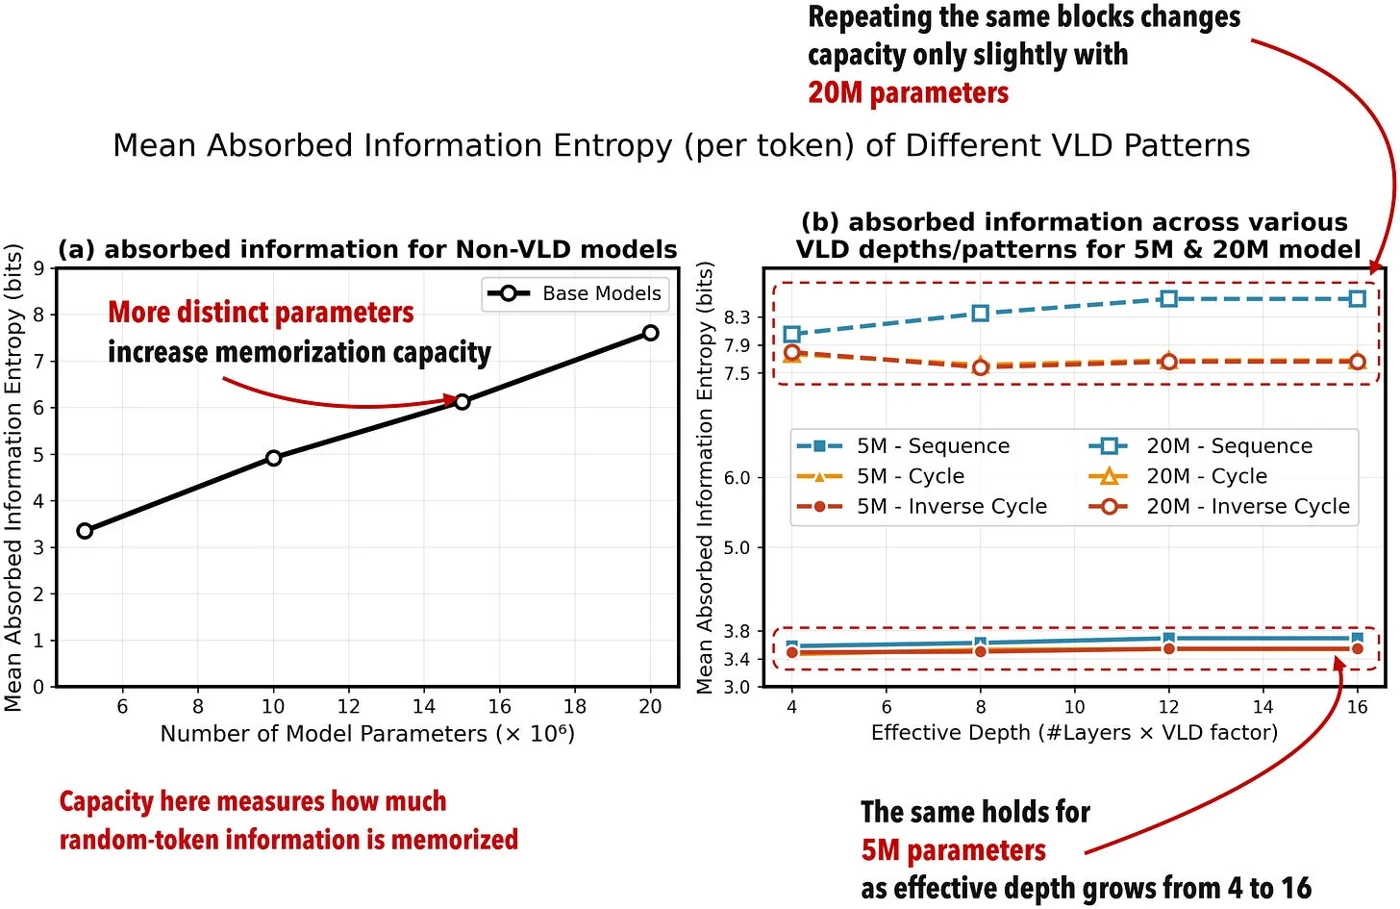 Repeating the same blocks changes
capacity only slightly with
20M parameters
Mean Absorbed Information Entropy (per token) of Different VLD Patterns
(a) absorbed information for Non-VLD models
Mean Absorbed Information Entropy (bits)
9
8
7
6
5
4
3
2
1
0
Base Models
More distinct parameters
increase memorization capacity
6 8 10 12 14 16 18 20
Number of Model Parameters (× 10⁶)
Capacity here measures how much
random-token information is memorized
(b) absorbed information across various
VLD depths/patterns for 5M & 20M model
Mean Absorbed Information Entropy (bits)
8.3
7.9
7.5
6.0
5.0
3.8
3.4
3.0
5M - Sequence
5M - Cycle
5M - Inverse Cycle
20M - Sequence
20M - Cycle
20M - Inverse Cycle
4 6 8 10 12 14 16
Effective Depth (#Layers × VLD factor)
The same holds for
5M parameters
as effective depth grows from 4 to 16